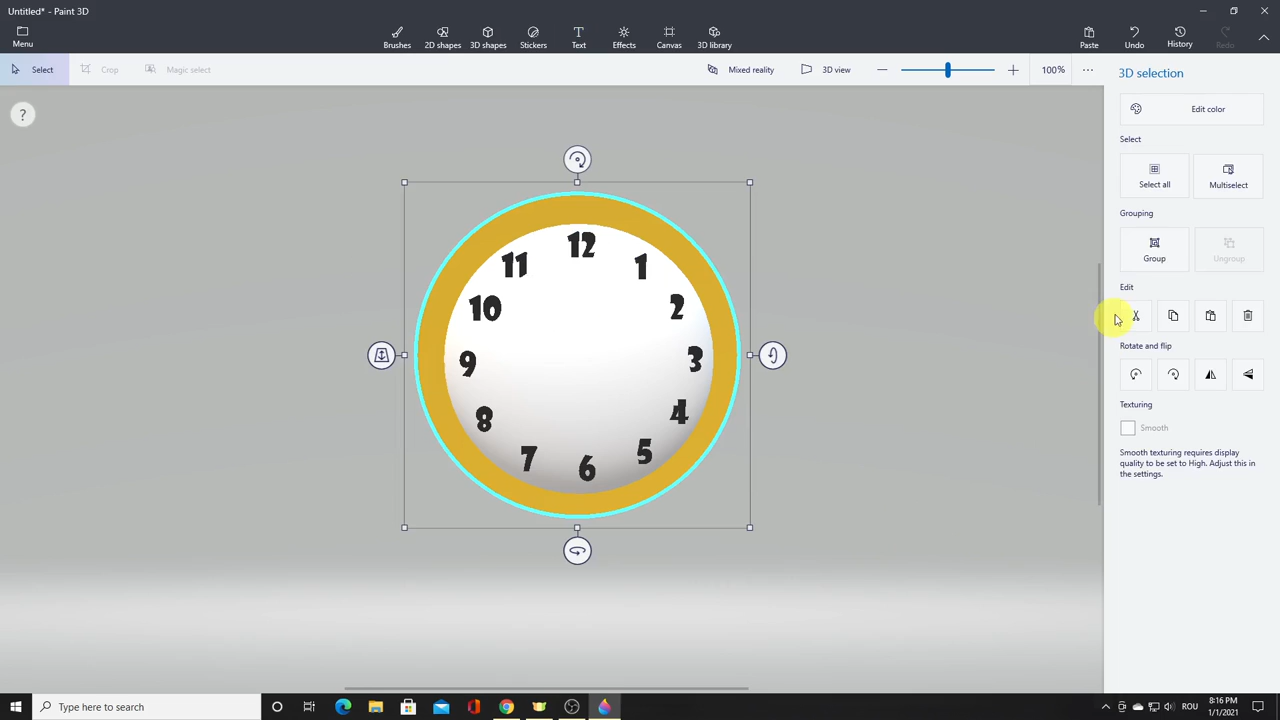 Untitled* - Paint 3D
Menu
Brushes
2D shapes
3D shapes
Stickers
Text
Effects
Canvas
3D library
Paste
Undo
History
Redo
Select
Crop
Magic select
Mixed reality
3D view
100%
3D selection
?
Edit color
Select
Select all
Multiselect
Grouping
Group
Ungroup
Edit
Rotate and flip
Texturing
Smooth
Smooth texturing requires display
quality to be set to High. Adjust this in
the settings.
12
11
1
10
2
9
3
8
4
7
5
6
Type here to search
ROU
8:16 PM
1/1/2021